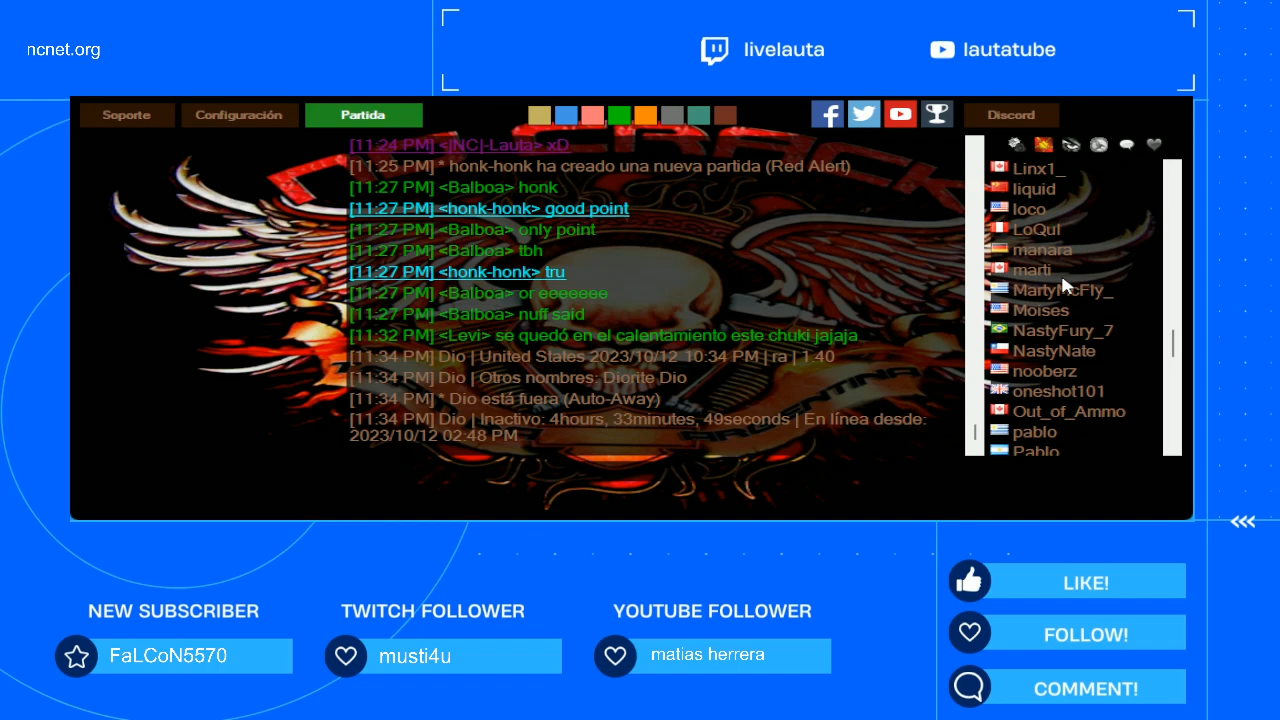 ncnet.org
livelauta
lautatube
Soporte
Configuración
Partida
Discord
[11:24 PM] <|NC|-Lauta> xD
[11:25 PM] * honk-honk ha creado una nueva partida (Red Alert)
[11:27 PM] <Balboa> honk
[11:27 PM] <honk-honk> good point
[11:27 PM] <Balboa> only point
[11:27 PM] <Balboa> tbh
[11:27 PM] <honk-honk> tru
[11:27 PM] <Balboa> or eeeeeee
[11:27 PM] <Balboa> nuff said
[11:32 PM] <Levi> se quedó en el calentamiento este chuki jajaja
[11:34 PM] Dio | United States 2023/10/12 10:34 PM | ra | 1 40
[11:34 PM] Dio | Otros nombres: Diorite Dio
[11:34 PM] * Dio está fuera (Auto-Away)
[11:34 PM] Dio | Inactivo: 4hours, 33minutes, 49seconds | En línea desde:
2023/10/12 02:48 PM
Linx1_
liquid
loco
LoQul
manara
marti
MartyMcFly_
Moises
NastyFury_7
NastyNate
nooberz
oneshot101
Out_of_Ammo
pablo
Pablo
NEW SUBSCRIBER
FaLCoN5570
TWITCH FOLLOWER
musti4u
YOUTUBE FOLLOWER
matias herrera
LIKE!
FOLLOW!
COMMENT!